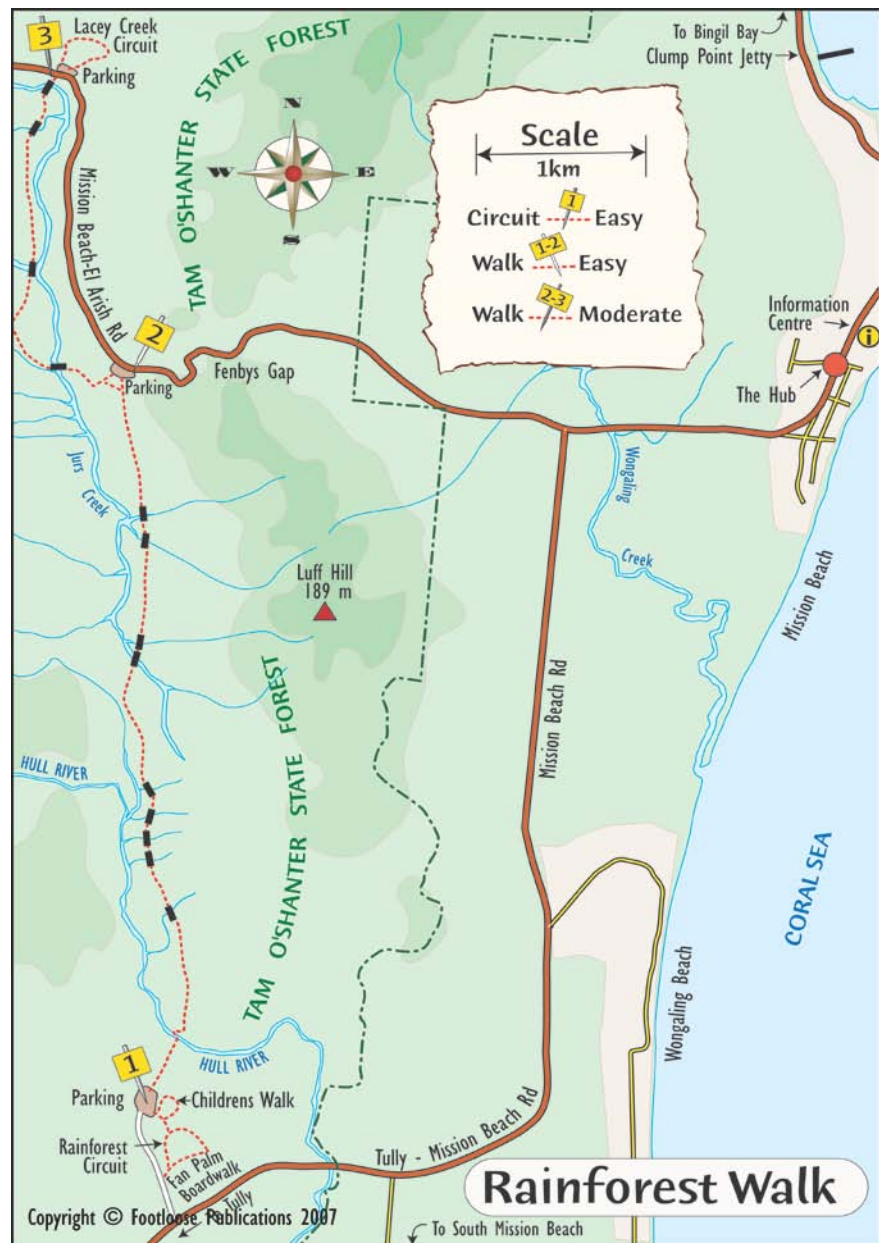 3
Lacey Creek
Circuit
Parking
TAM O'SHANTER STATE FOREST
To Bingil Bay
Clump Point Jetty
N
W
E
S
Scale
1km
1
Circuit
Easy
1-2
Walk
Easy
2-3
Walk
Moderate
Mission Beach-El Arish Rd
2
Parking
Fenbys Gap
Information
Centre
i
The Hub
Jurs
Creek
Wongaling
Creek
Mission Beach
Luff Hill
189 m
Mission Beach Rd
HULL RIVER
TAM O'SHANTER STATE FOREST
CORAL SEA
Wongaling Beach
HULL RIVER
1
Parking
Childrens Walk
Rainforest
Circuit
Fan Palm
Boardwalk
To Tully
Tully - Mission Beach Rd
Rainforest Walk
Copyright © Footloose Publications 2007
To South Mission Beach